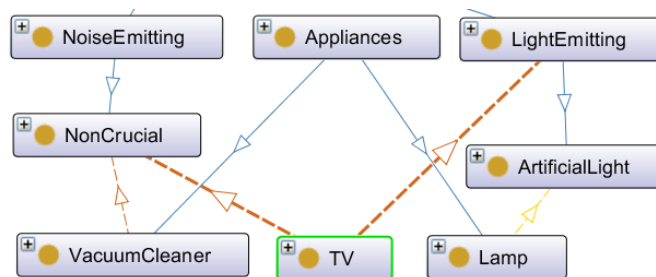 NoiseEmitting
Appliances
LightEmitting
NonCrucial
ArtificialLight
VacuumCleaner
TV
Lamp